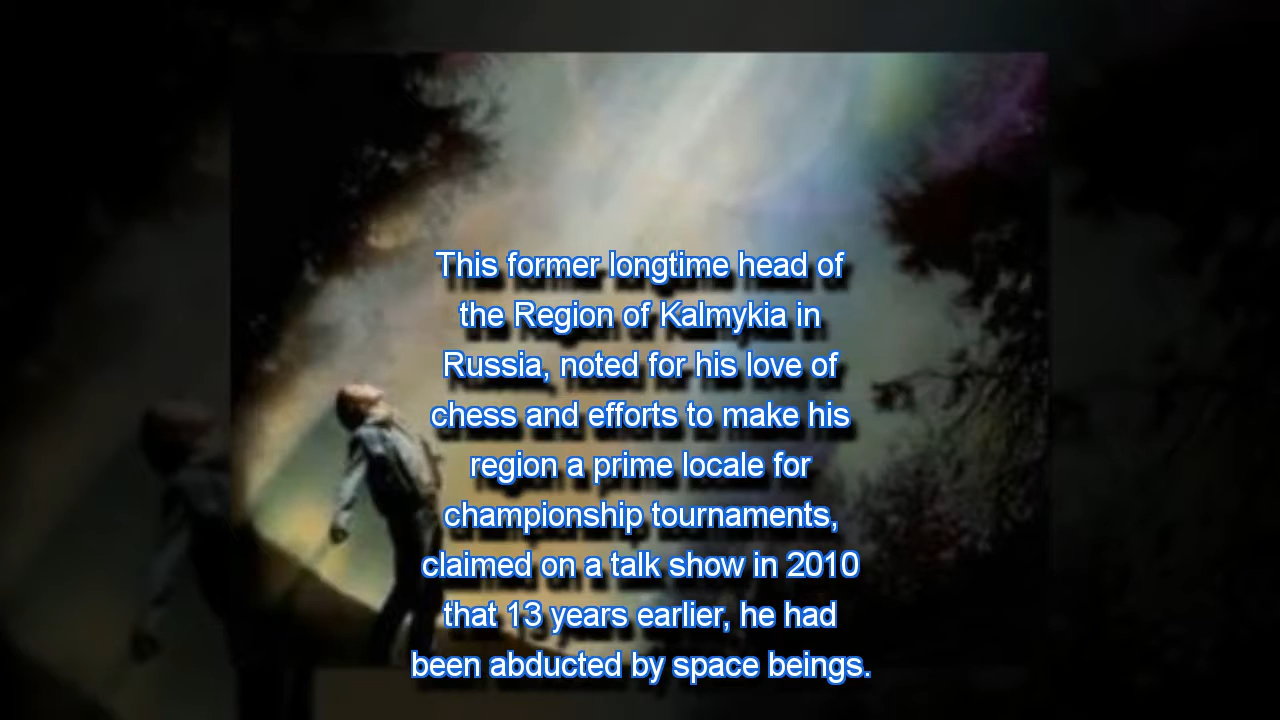 This former longtime head of
the Region of Kalmykia in
Russia, noted for his love of
chess and efforts to make his
region a prime locale for
championship tournaments,
claimed on a talk show in 2010
that 13 years earlier, he had
been abducted by space beings.